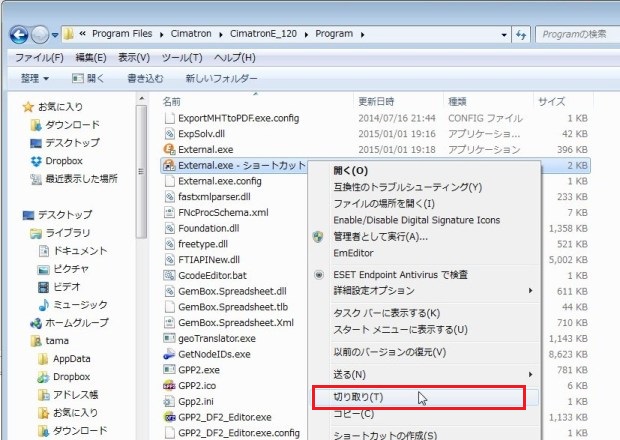 « Program Files ▸ Cimatron ▸ CimatronE_120 ▸ Program ▸
Programの検索
ファイル(F) 編集(E) 表示(V) ツール(T) ヘルプ(H)
整理 開く 書き込む 新しいフォルダー
お気に入り
ダウンロード
デスクトップ
Dropbox
最近表示した場所
デスクトップ
ライブラリ
ドキュメント
ピクチャ
ビデオ
ミュージック
ホームグループ
tama
AppData
Dropbox
アドレス帳
お気に入り
ダウンロード
名前 更新日時 種類 サイズ
ExportMHTtoPDF.exe.config 2014/07/16 21:44 CONFIG ファイル 1 KB
ExpSolv.dll 2015/01/01 19:16 アプリケーション... 42 KB
External.exe 2015/01/01 19:18 アプリケーション 396 KB
External.exe - ショートカット 2 KB
External.exe.config 1 KB
fastxmlparser.dll 233 KB
FNcProcSchema.xml 7 KB
Foundation.dll 1,358 KB
freetype.dll 521 KB
FTIAPINew.dll 5,002 KB
GcodeEditor.bat 1 KB
GemBox.Spreadsheet.dll 611 KB
GemBox.Spreadsheet.tlb 44 KB
GemBox.Spreadsheet.Xml 710 KB
geoTranslator.exe 1,143 KB
GetNodeIDs.exe 8,623 KB
GPP2.exe 781 KB
GPP2.ico 6 KB
Gpp2.ini 1 KB
GPP2_DF2_Editor.exe 1 KB
GPP2_DF2_Editor.exe.config 1 KB
開く(O)
互換性のトラブルシューティング(Y)
ファイルの場所を開く(I)
Enable/Disable Digital Signature Icons
管理者として実行(A)...
EmEditor
ESET Endpoint Antivirus で検査
詳細設定オプション
タスク バーに表示する(K)
スタート メニューに表示する(U)
以前のバージョンの復元(V)
送る(N)
切り取り(T)
コピー(C)
ショートカットの作成(S)